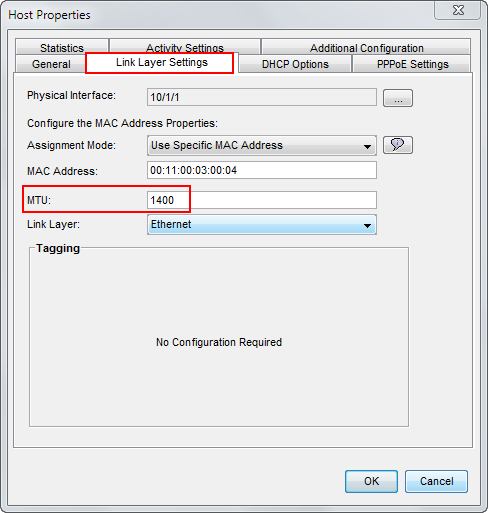 Host Properties
Statistics Activity Settings Additional Configuration
General Link Layer Settings DHCP Options PPPoE Settings
Physical Interface: 10/1/1 ...
Configure the MAC Address Properties:
Assignment Mode: Use Specific MAC Address
MAC Address: 00:11:00:03:00:04
MTU: 1400
Link Layer: Ethernet
Tagging
No Configuration Required
OK Cancel